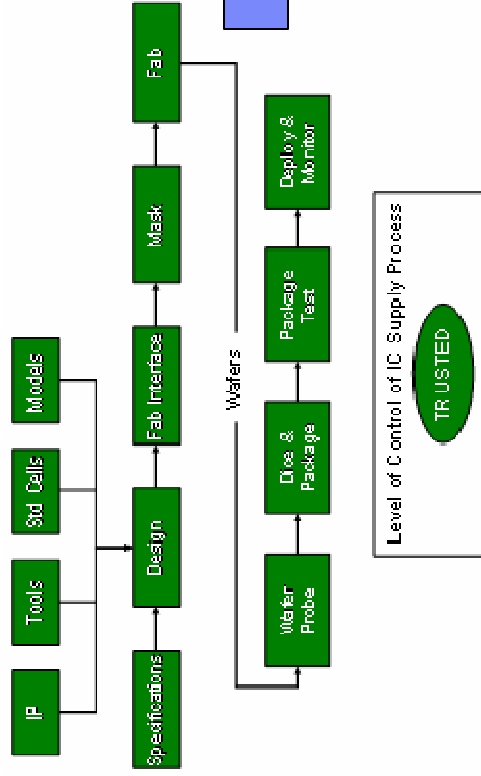 IP
Tools
Std Cells
Models
Specifications
Design
Fab Interface
Mask
Fab
Wafers
Wafer
Probe
Dice &
Package
Package
Test
Deploy &
Monitor
Level of Control of IC Supply Process
TRUSTED